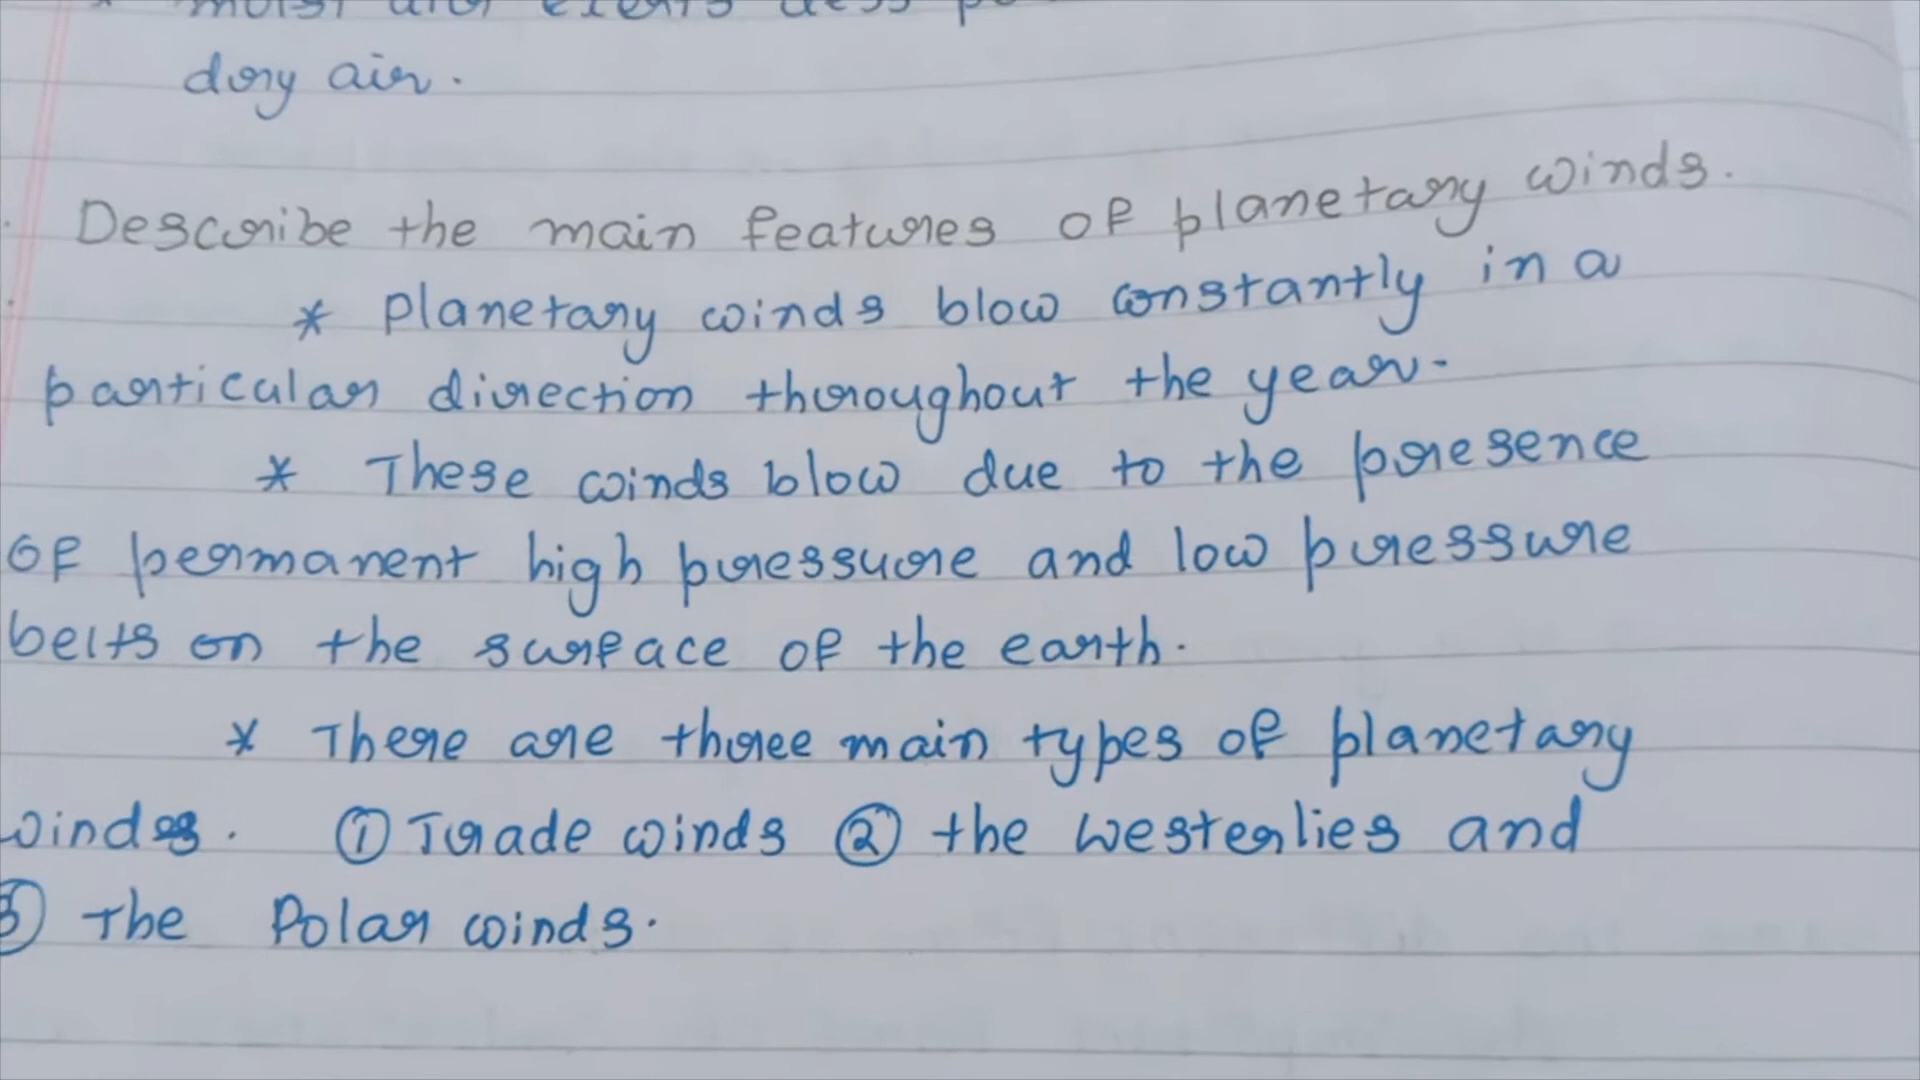 dry air.
Describe the main features of planetary winds.
* Planetary winds blow constantly in a
particular direction throughout the year.
* These winds blow due to the presence
of permanent high pressure and low pressure
belts on the surface of the earth.
* There are three main types of planetary
winds. ① Trade winds ② the Westerlies and
③ The Polar winds.